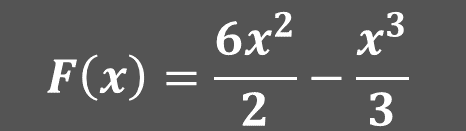 F(x) = 6x²/2 − x³/3